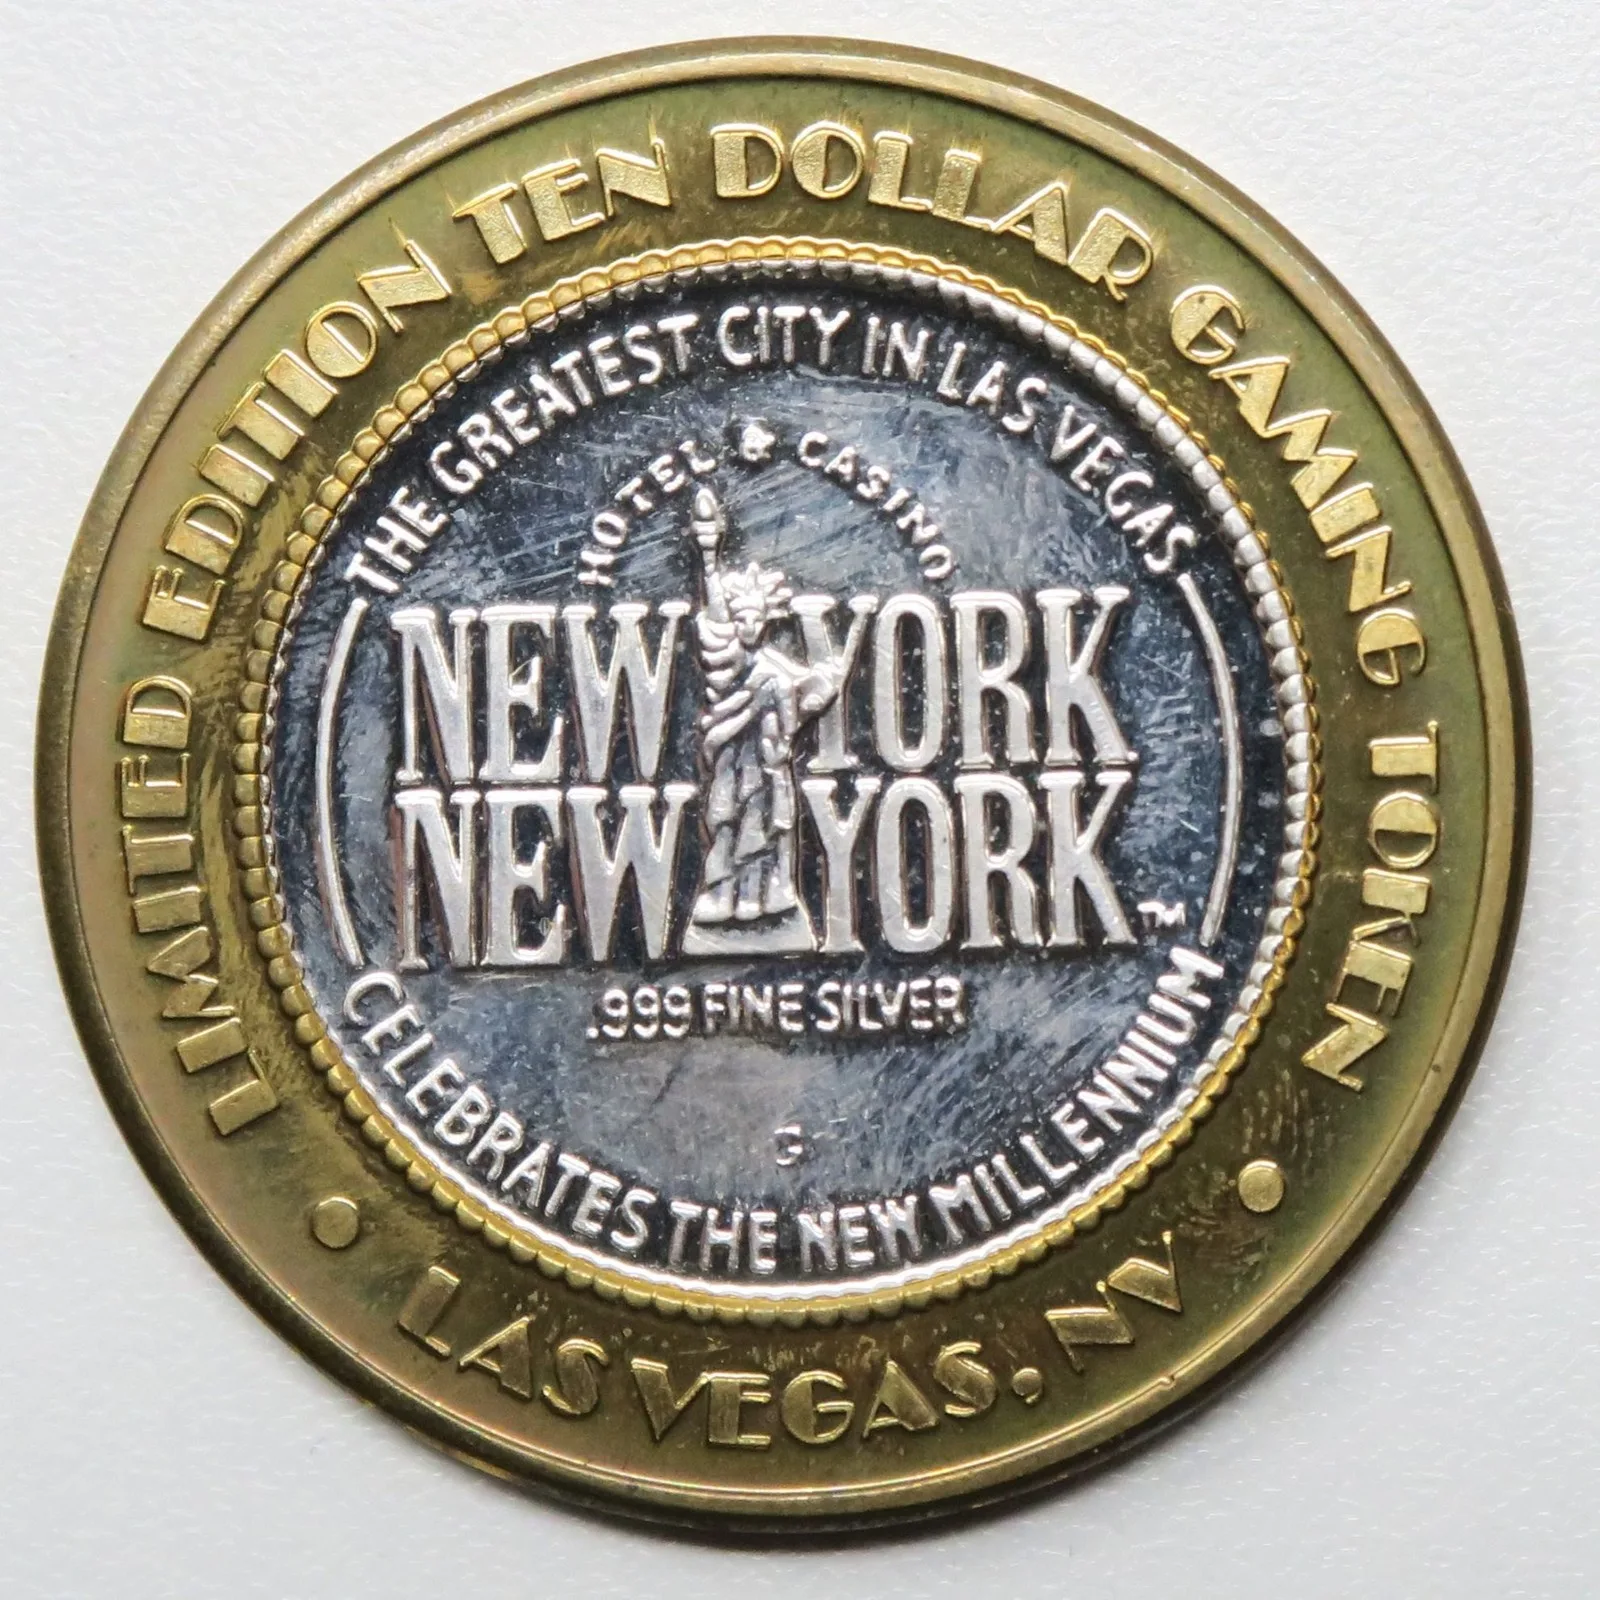 LIMITED EDITION TEN DOLLAR GAMING TOKEN
THE GREATEST CITY IN LAS VEGAS
HOTEL & CASINO
NEW YORK
NEW YORK™
.999 FINE SILVER
G
CELEBRATES THE NEW MILLENNIUM
• LAS VEGAS, NV •